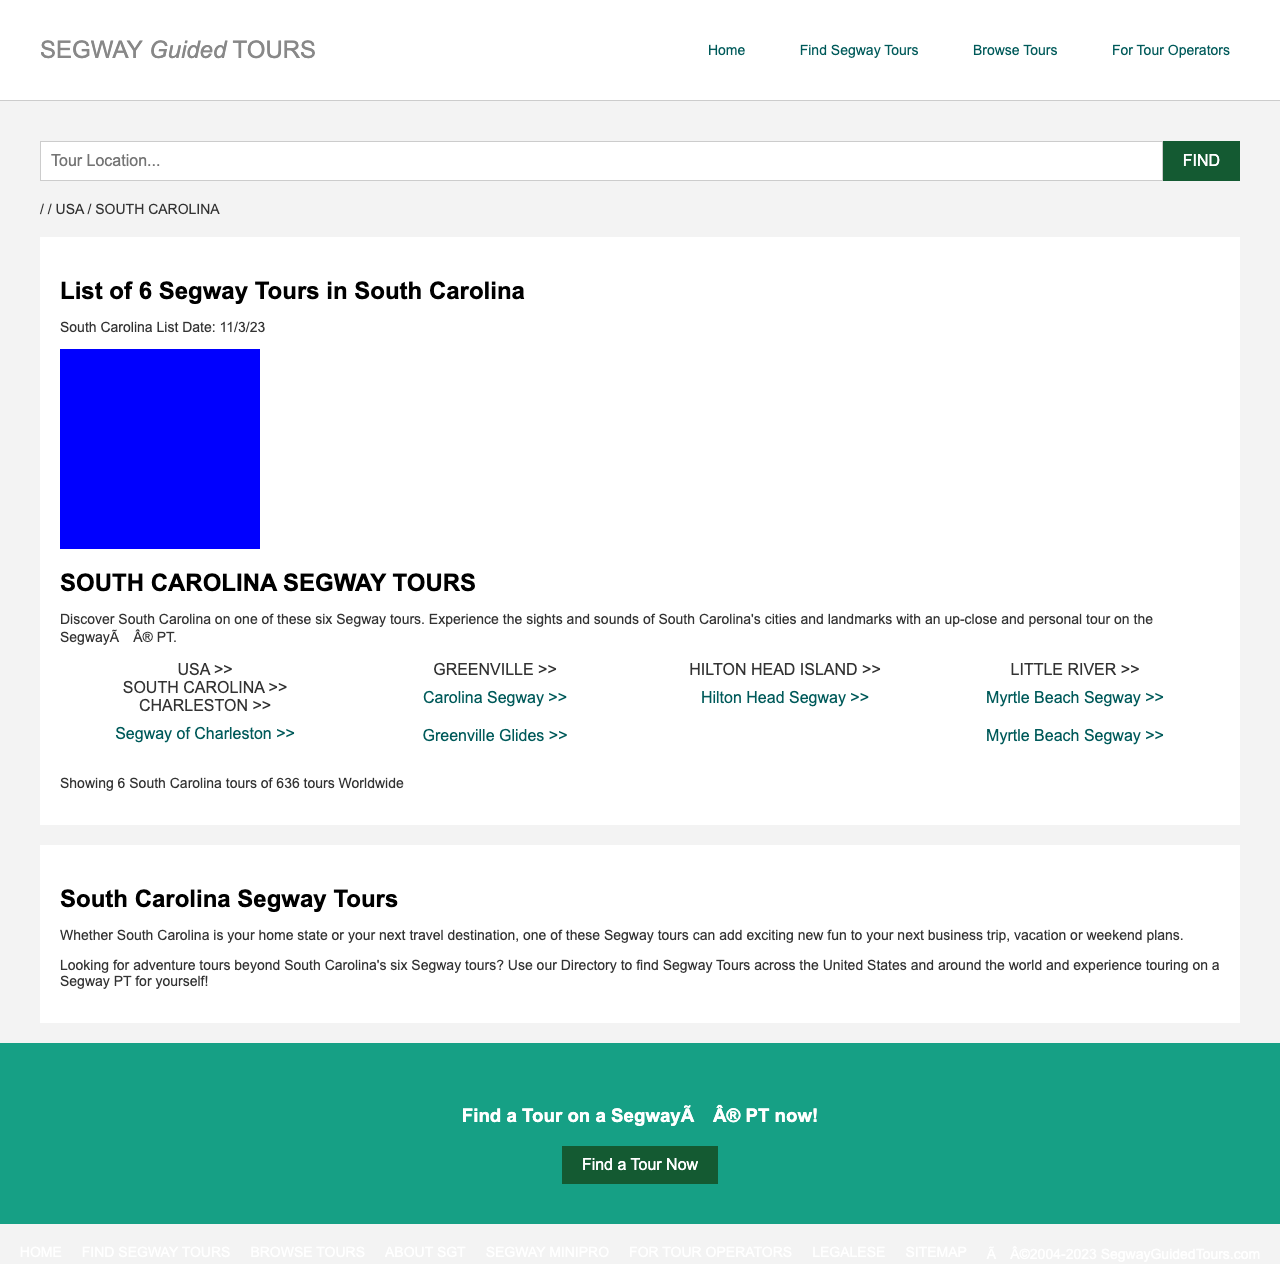 SEGWAY Guided TOURS
Home Find Segway Tours Browse Tours For Tour Operators
Tour Location... FIND
/ / USA / SOUTH CAROLINA
List of 6 Segway Tours in South Carolina
South Carolina List Date: 11/3/23
SOUTH CAROLINA SEGWAY TOURS
Discover South Carolina on one of these six Segway tours. Experience the sights and sounds of South Carolina's cities and landmarks with an up-close and personal tour on the
SegwayÃ Â® PT.
USA >>
SOUTH CAROLINA >>
CHARLESTON >>
Segway of Charleston >>
GREENVILLE >>
Carolina Segway >>
Greenville Glides >>
HILTON HEAD ISLAND >>
Hilton Head Segway >>
LITTLE RIVER >>
Myrtle Beach Segway >>
Myrtle Beach Segway >>
Showing 6 South Carolina tours of 636 tours Worldwide
South Carolina Segway Tours
Whether South Carolina is your home state or your next travel destination, one of these Segway tours can add exciting new fun to your next business trip, vacation or weekend plans.
Looking for adventure tours beyond South Carolina's six Segway tours? Use our Directory to find Segway Tours across the United States and around the world and experience touring on a
Segway PT for yourself!
Find a Tour on a SegwayÃ Â® PT now!
Find a Tour Now
HOME FIND SEGWAY TOURS BROWSE TOURS ABOUT SGT SEGWAY MINIPRO FOR TOUR OPERATORS LEGALESE SITEMAP Ã Â©2004-2023 SegwayGuidedTours.com